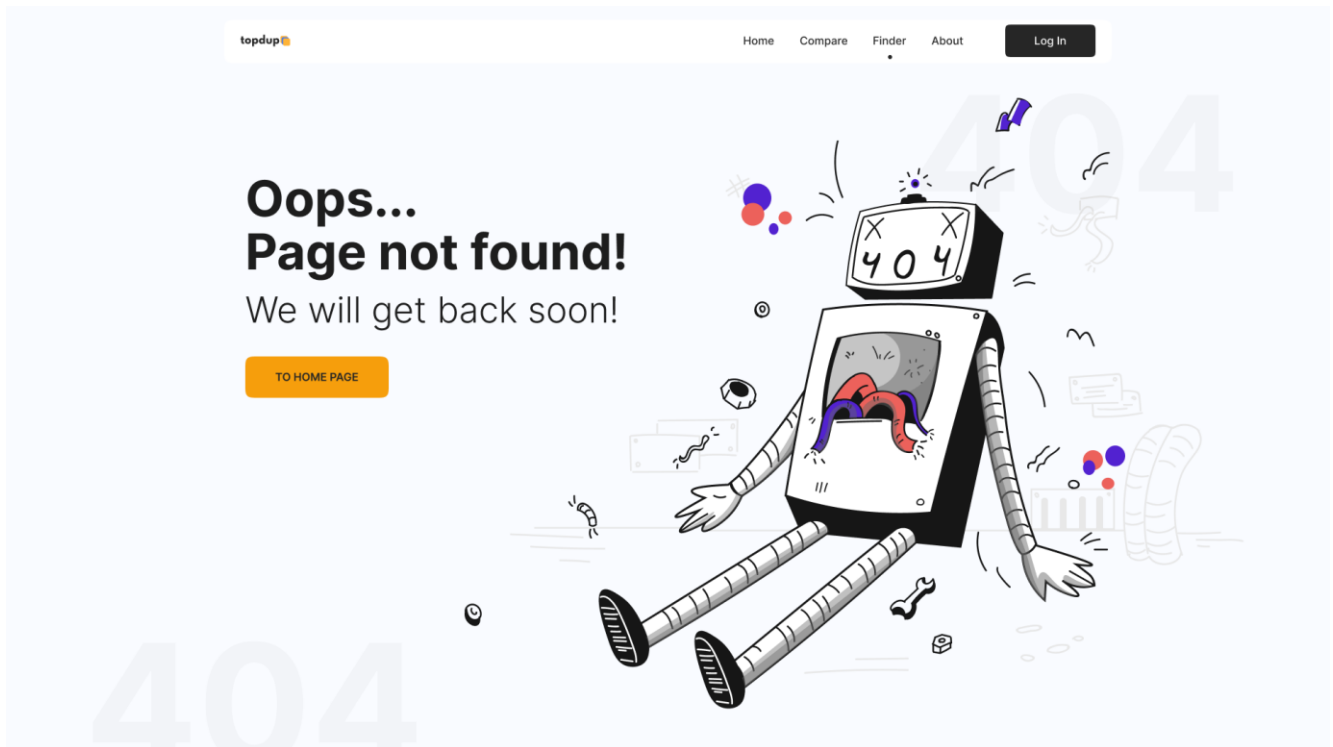 topdup
Home Compare Finder About Log In
404
Oops...
Page not found!
We will get back soon!
TO HOME PAGE
404
404